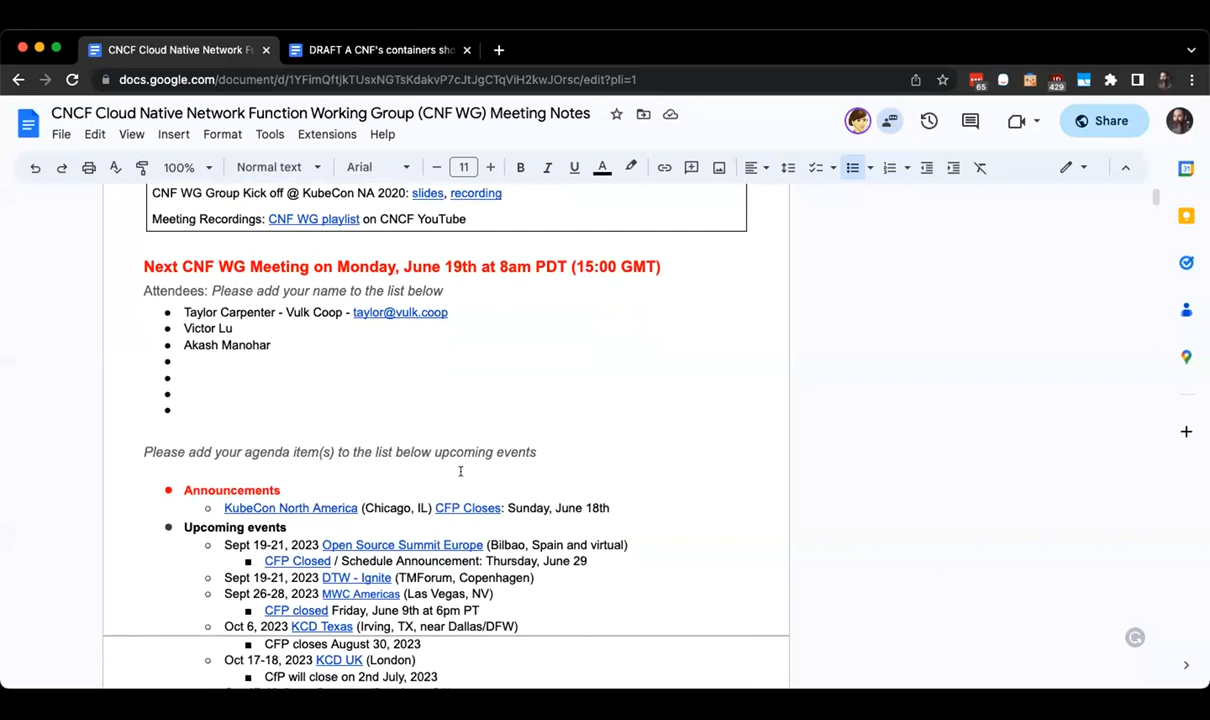 CNCF Cloud Native Network F
DRAFT A CNF's containers sho
docs.google.com/document/d/1YFimQftjkTUsxNGTsKdakvP7cJtJgCTqViH2kwJOrsc/edit?pli=1
65
429
CNCF Cloud Native Network Function Working Group (CNF WG) Meeting Notes
File Edit View Insert Format Tools Extensions Help
Share
100% Normal text Arial 11
CNF WG Group Kick off @ KubeCon NA 2020: slides, recording
Meeting Recordings: CNF WG playlist on CNCF YouTube
Next CNF WG Meeting on Monday, June 19th at 8am PDT (15:00 GMT)
Attendees: Please add your name to the list below
● Taylor Carpenter - Vulk Coop - taylor@vulk.coop
● Victor Lu
● Akash Manohar
Please add your agenda item(s) to the list below upcoming events
● Announcements
○ KubeCon North America (Chicago, IL) CFP Closes: Sunday, June 18th
● Upcoming events
○ Sept 19-21, 2023 Open Source Summit Europe (Bilbao, Spain and virtual)
■ CFP Closed / Schedule Announcement: Thursday, June 29
○ Sept 19-21, 2023 DTW - Ignite (TMForum, Copenhagen)
○ Sept 26-28, 2023 MWC Americas (Las Vegas, NV)
■ CFP closed Friday, June 9th at 6pm PT
○ Oct 6, 2023 KCD Texas (Irving, TX, near Dallas/DFW)
■ CFP closes August 30, 2023
○ Oct 17-18, 2023 KCD UK (London)
■ CfP will close on 2nd July, 2023